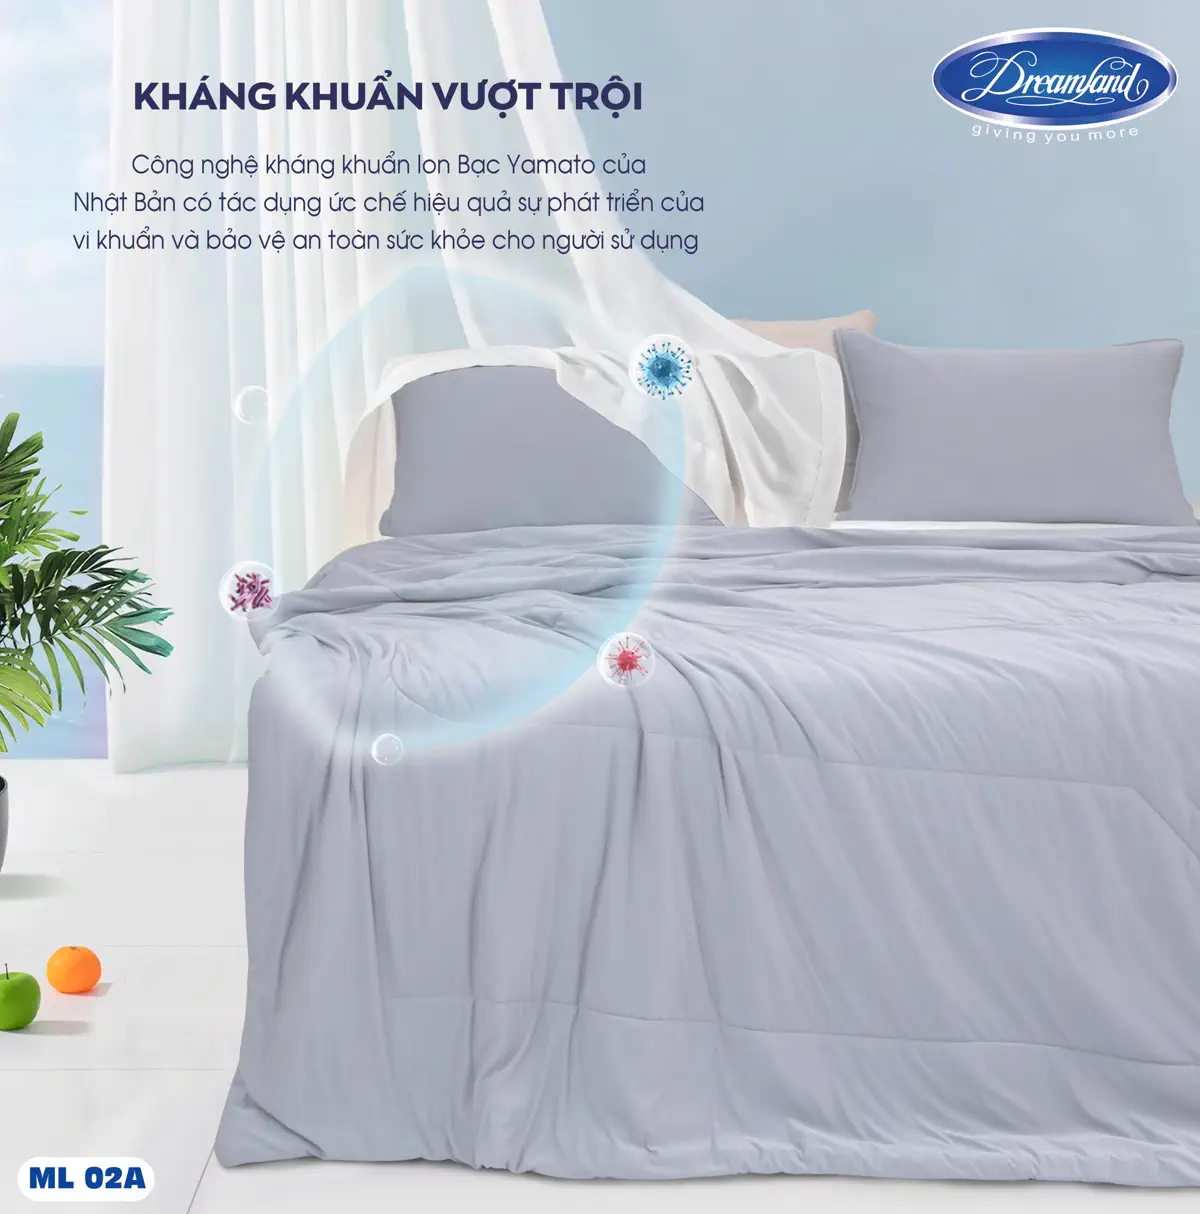 Dreamland
giving you more
KHÁNG KHUẨN VƯỢT TRỘI
Công nghệ kháng khuẩn Ion Bạc Yamato của
Nhật Bản có tác dụng ức chế hiệu quả sự phát triển của
vi khuẩn và bảo vệ an toàn sức khỏe cho người sử dụng
ML 02A